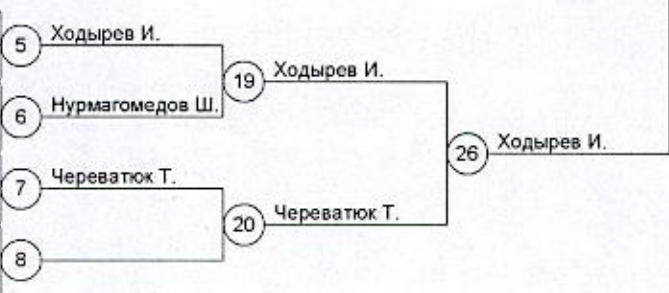 5 Ходырев И.
19 Ходырев И.
6 Нурмагомедов Ш.
26 Ходырев И.
7 Череватюк Т.
20 Череватюк Т.
8